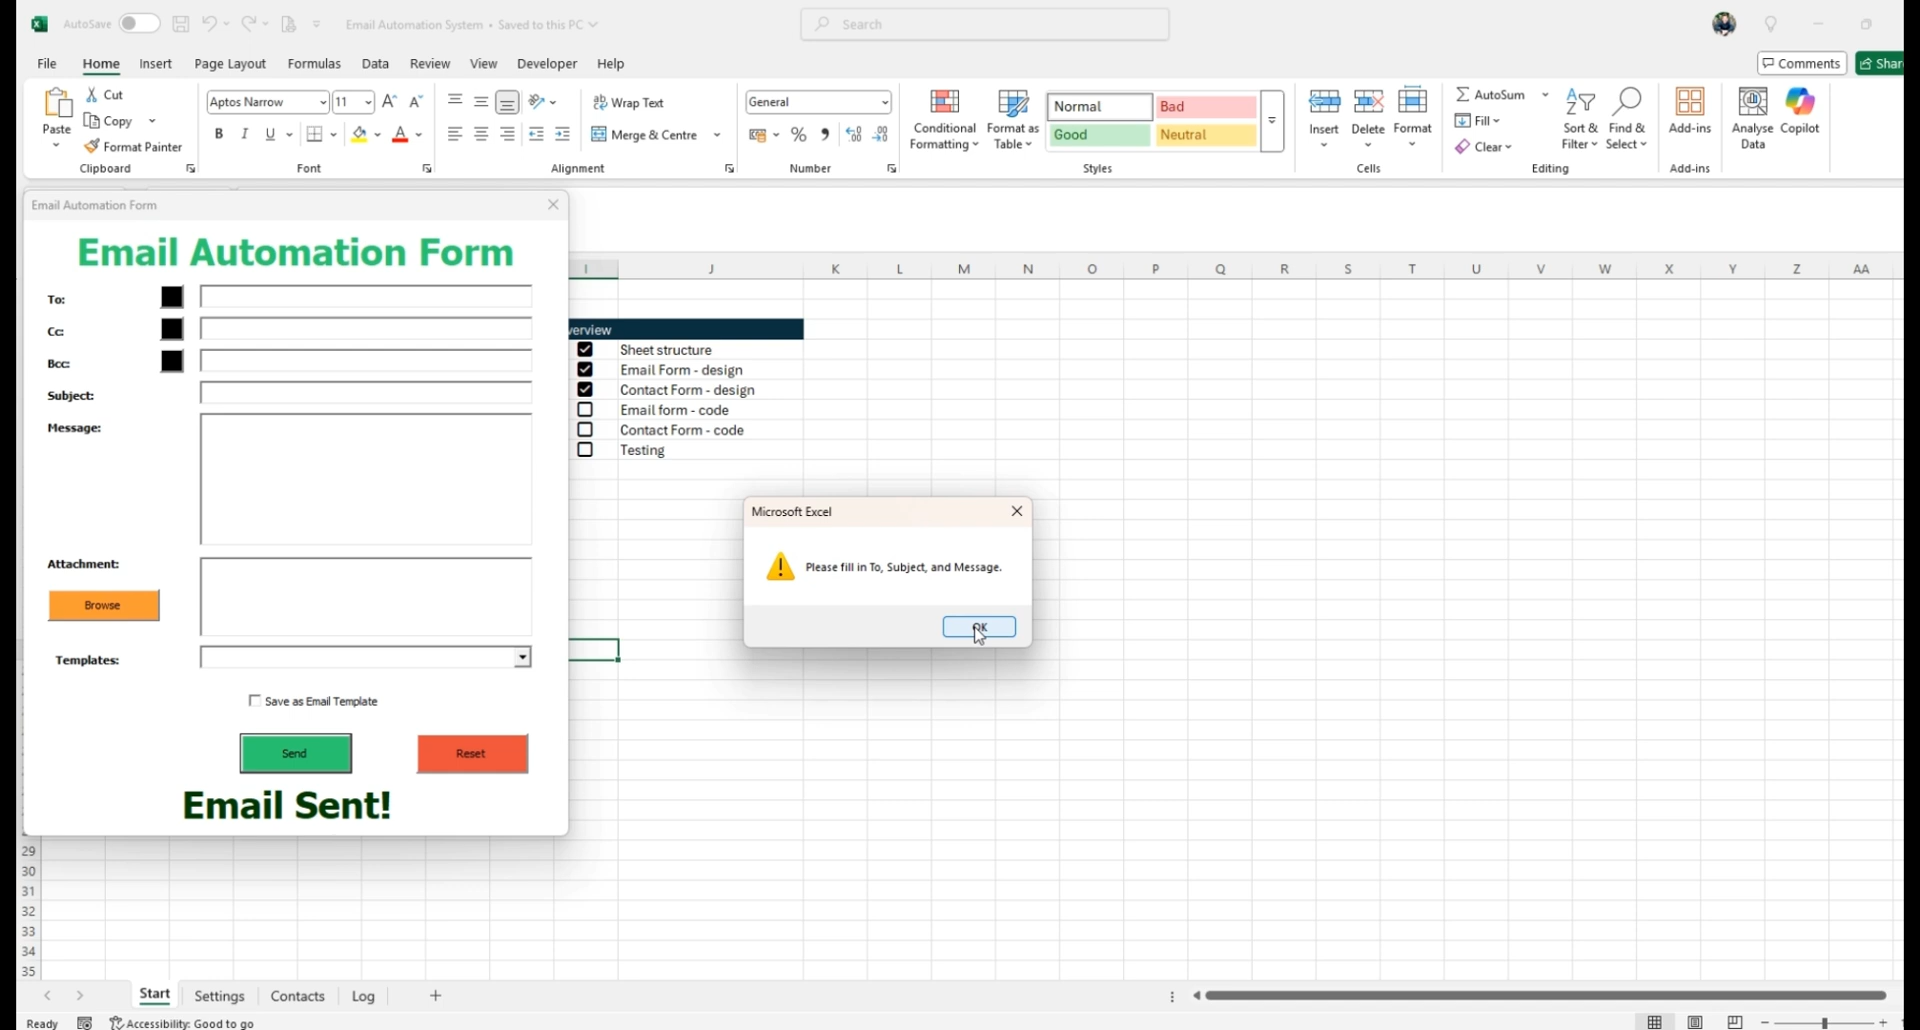 AutoSave
Email Automation System • Saved to this PC
Search
File Home Insert Page Layout Formulas Data Review View Developer Help
Comments
Shar
Paste
Cut
Copy
Format Painter
Clipboard
Aptos Narrow
11
B I U
Font
Wrap Text
Merge & Centre
Alignment
General
Number
Conditional
Formatting
Format as
Table
Normal
Bad
Good
Neutral
Styles
Insert
Delete
Format
Cells
AutoSum
Fill
Clear
Sort &
Filter
Find &
Select
Editing
Add-ins
Add-ins
Analyse
Data
Copilot
Email Automation Form
Email Automation Form
To:
Cc:
Bcc:
Subject:
Message:
Attachment:
Browse
Templates:
Save as Email Template
Send
Reset
Email Sent!
I J K L M N O P Q R S T U V W X Y Z AA
verview
Sheet structure
Email Form - design
Contact Form - design
Email form - code
Contact Form - code
Testing
Microsoft Excel
Please fill in To, Subject, and Message.
OK
29
30
31
32
33
34
35
Start Settings Contacts Log
Ready
Accessibility: Good to go